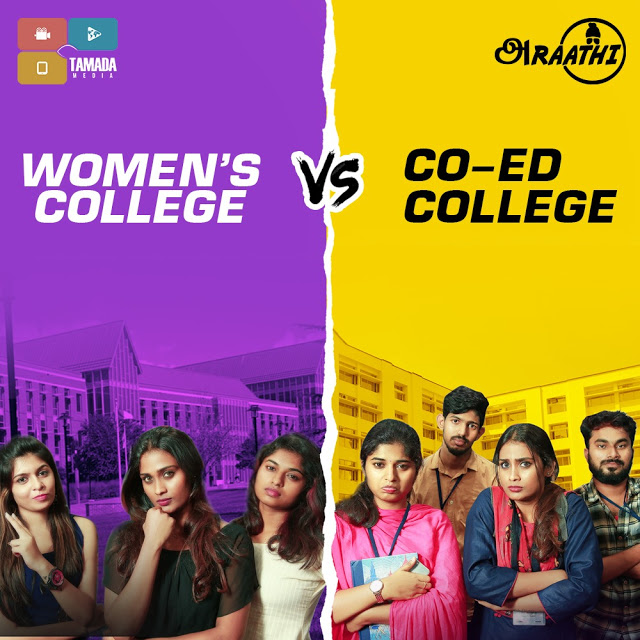 TAMADA
MEDIA
அRAATHI
WOMEN'S
COLLEGE
VS
CO-ED
COLLEGE